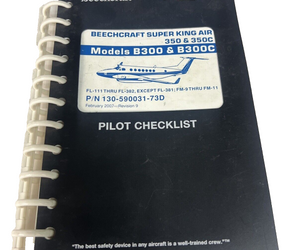 BEECHCRAFT SUPER KING AIR
350 & 350C
Models B300 & B300C
FL-111 THRU FL-382, EXCEPT FL-381; FM-9 THRU FM-11
P/N 130-590031-73D
February 2007 - Revision 6
PILOT CHECKLIST
"The best safety device in any aircraft is a well-trained crew."™